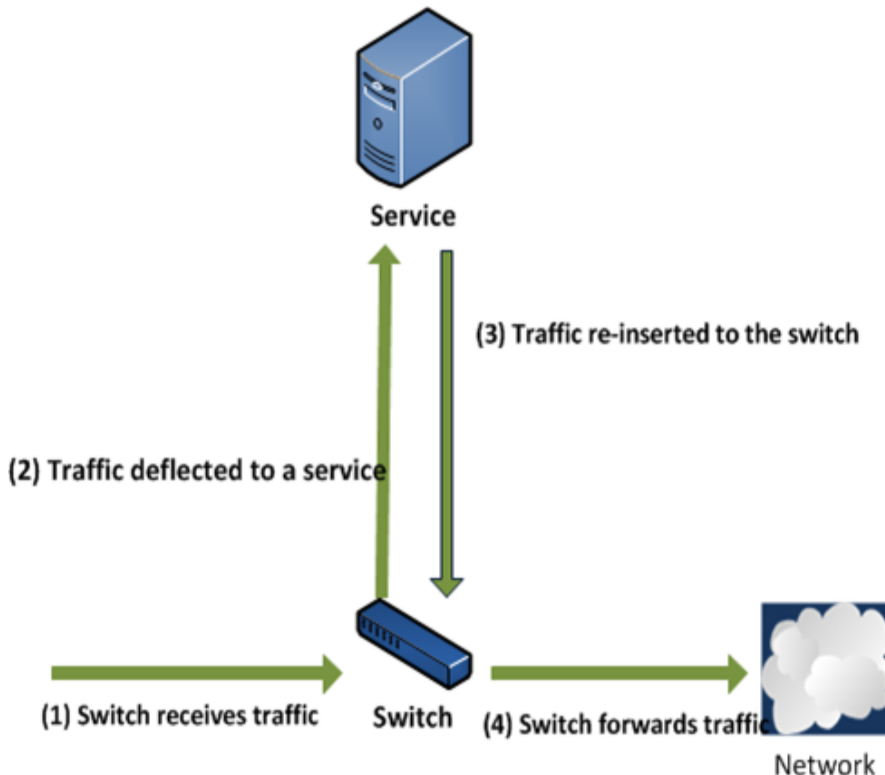 Service
(3) Traffic re-inserted to the switch
(2) Traffic deflected to a service
(1) Switch receives traffic
Switch
(4) Switch forwards traffic
Network